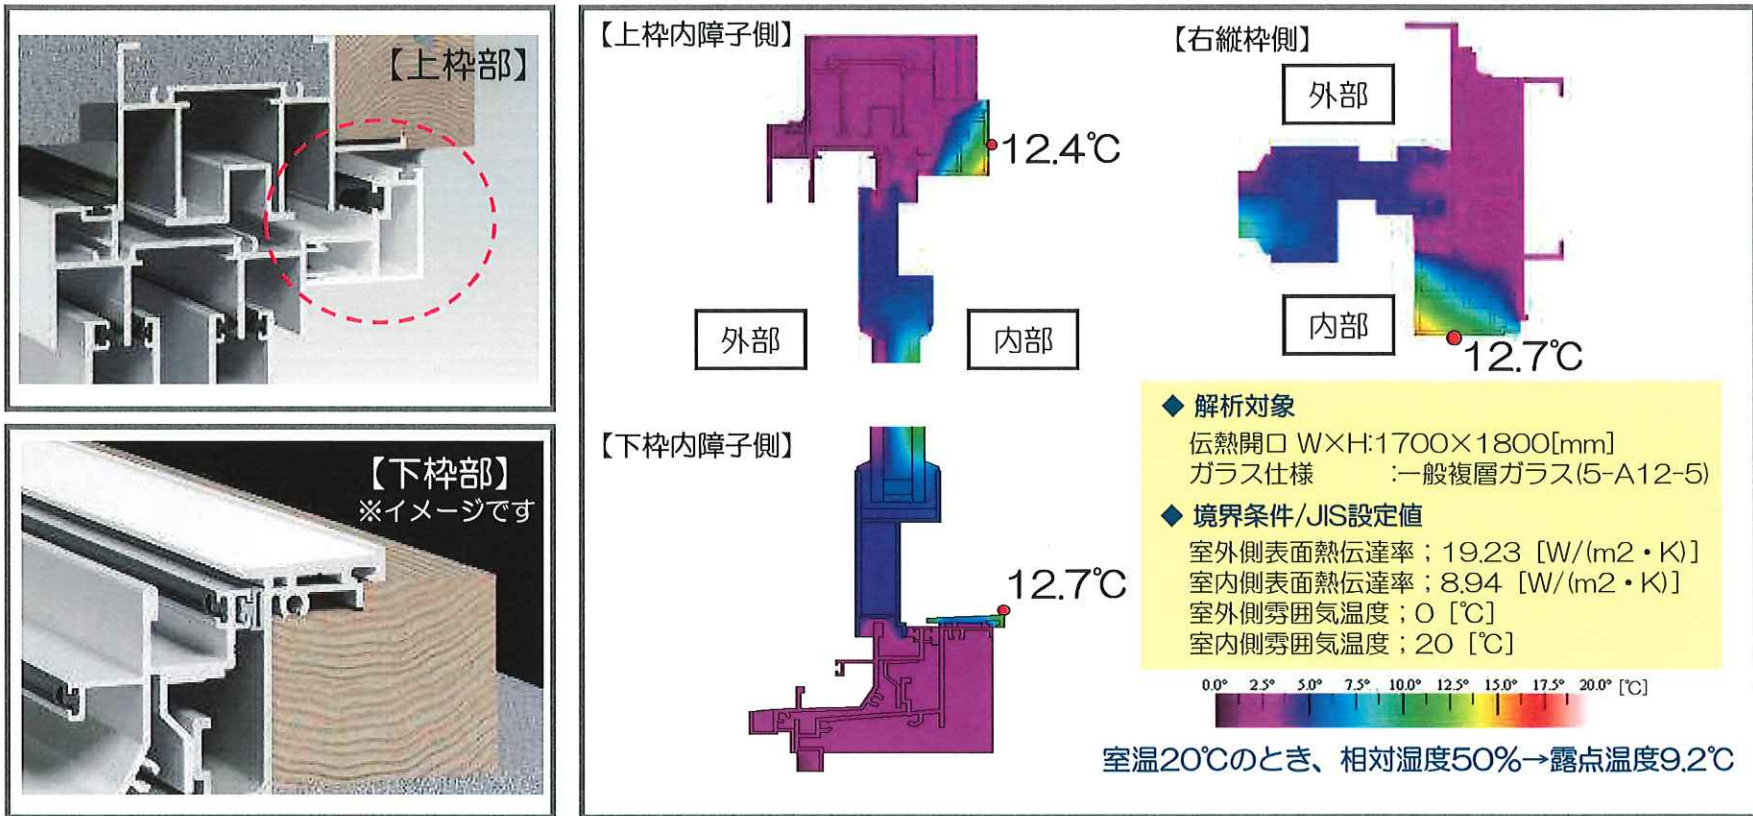 【上枠部】
【下枠部】
※イメージです
【上枠内障子側】
12.4℃
外部
内部
【右縦枠側】
外部
内部
12.7℃
【下枠内障子側】
12.7℃
◆ 解析対象
伝熱開口 W×H:1700×1800[mm]
ガラス仕様 :一般複層ガラス(5-A12-5)
◆ 境界条件/JIS設定値
室外側表面熱伝達率；19.23 [W/(m2・K)]
室内側表面熱伝達率；8.94 [W/(m2・K)]
室外側雰囲気温度；0 [℃]
室内側雰囲気温度；20 [℃]
0.0° 2.5° 5.0° 7.5° 10.0° 12.5° 15.0° 17.5° 20.0° [℃]
室温20℃のとき、相対湿度50%→露点温度9.2℃